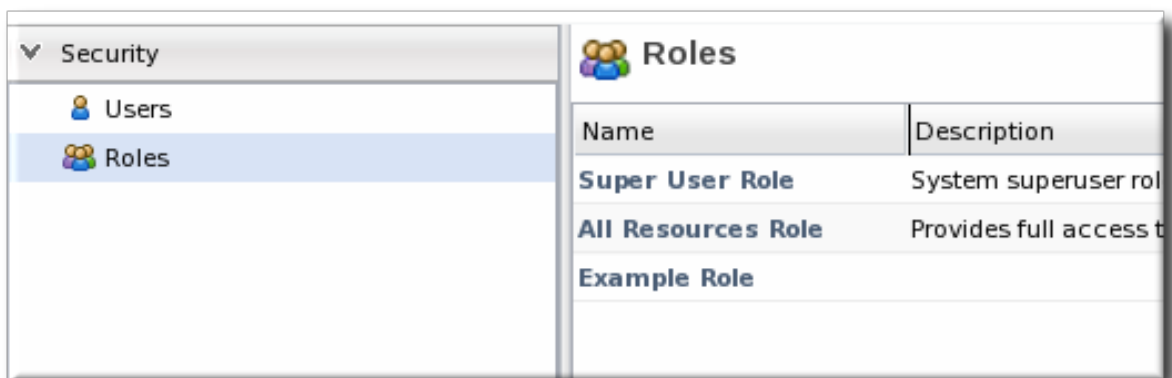 Security
Users
Roles
Roles
Name Description
Super User Role System superuser rol
All Resources Role Provides full access t
Example Role